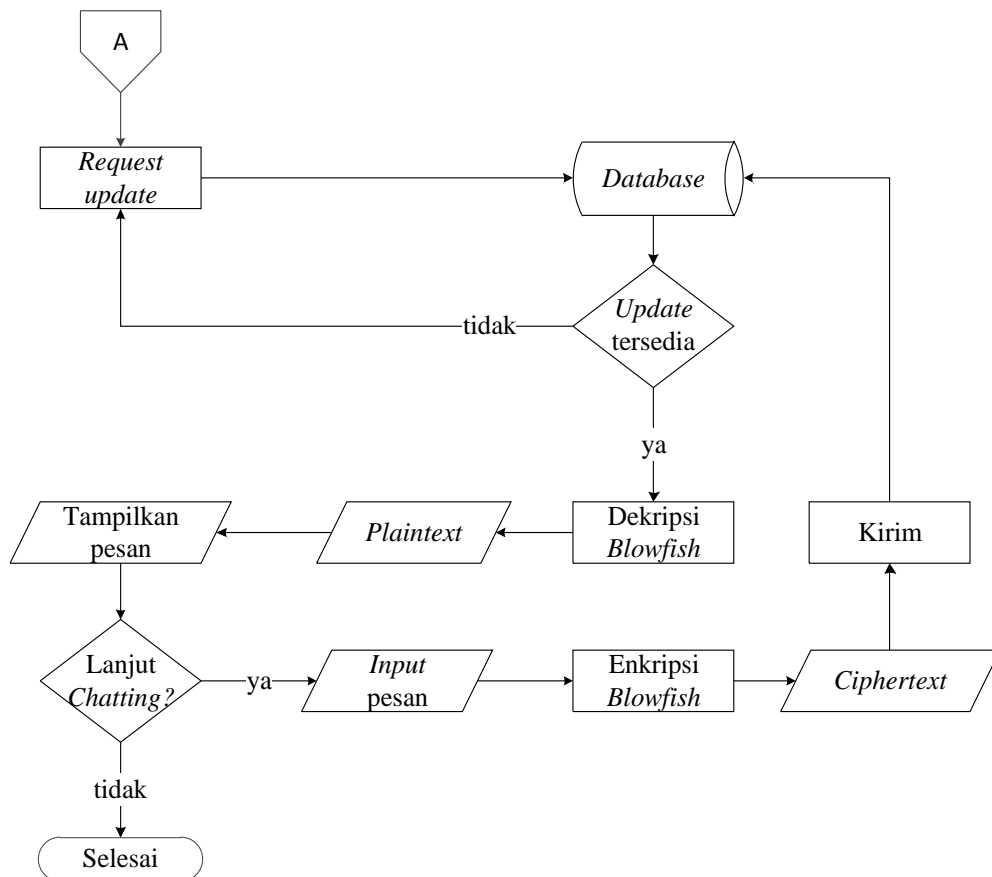 A
Request
update
Database
Update
tersedia
tidak
ya
Tampilkan
pesan
Plaintext
Dekripsi
Blowfish
Kirim
Lanjut
Chatting?
ya
Input
pesan
Enkripsi
Blowfish
Ciphertext
tidak
Selesai